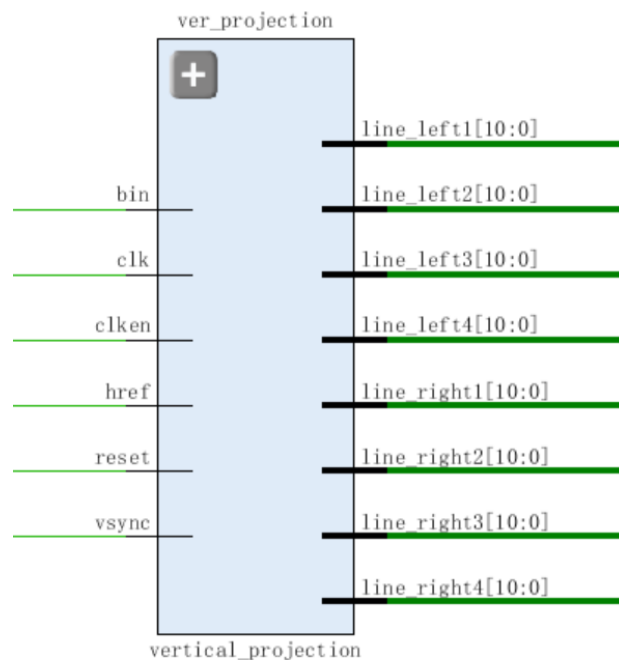 ver_projection
line_left1[10:0]
bin
line_left2[10:0]
clk
line_left3[10:0]
clken
line_left4[10:0]
href
line_right1[10:0]
reset
line_right2[10:0]
vsync
line_right3[10:0]
line_right4[10:0]
vertical_projection